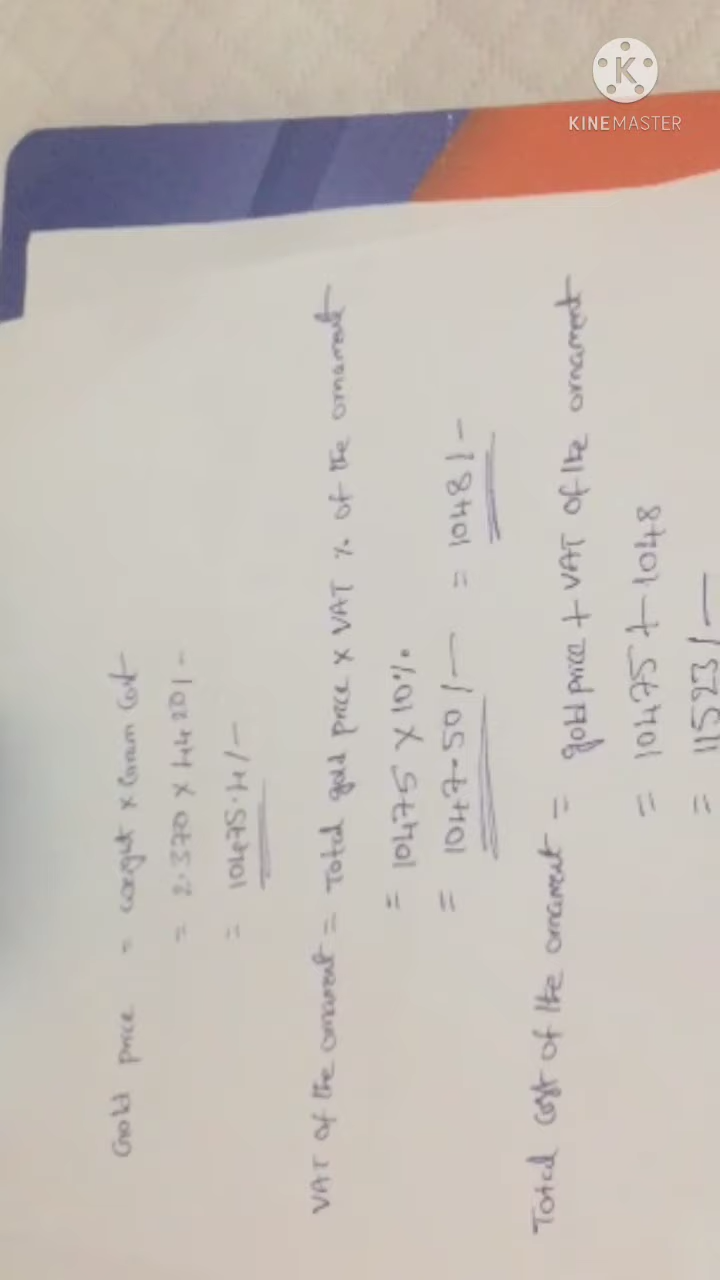 KINEMASTER
Gold price = weight x Gram Cost
= 2.370 x 4420/-
= 10475.4/-
VAT of the ornament = Total gold price x VAT % of the ornament
= 10475 x 10%
= 1047.50/- = 1048/-
Total cost of the ornament = gold price + VAT of the ornament
= 10475 + 1048
= 11523/-